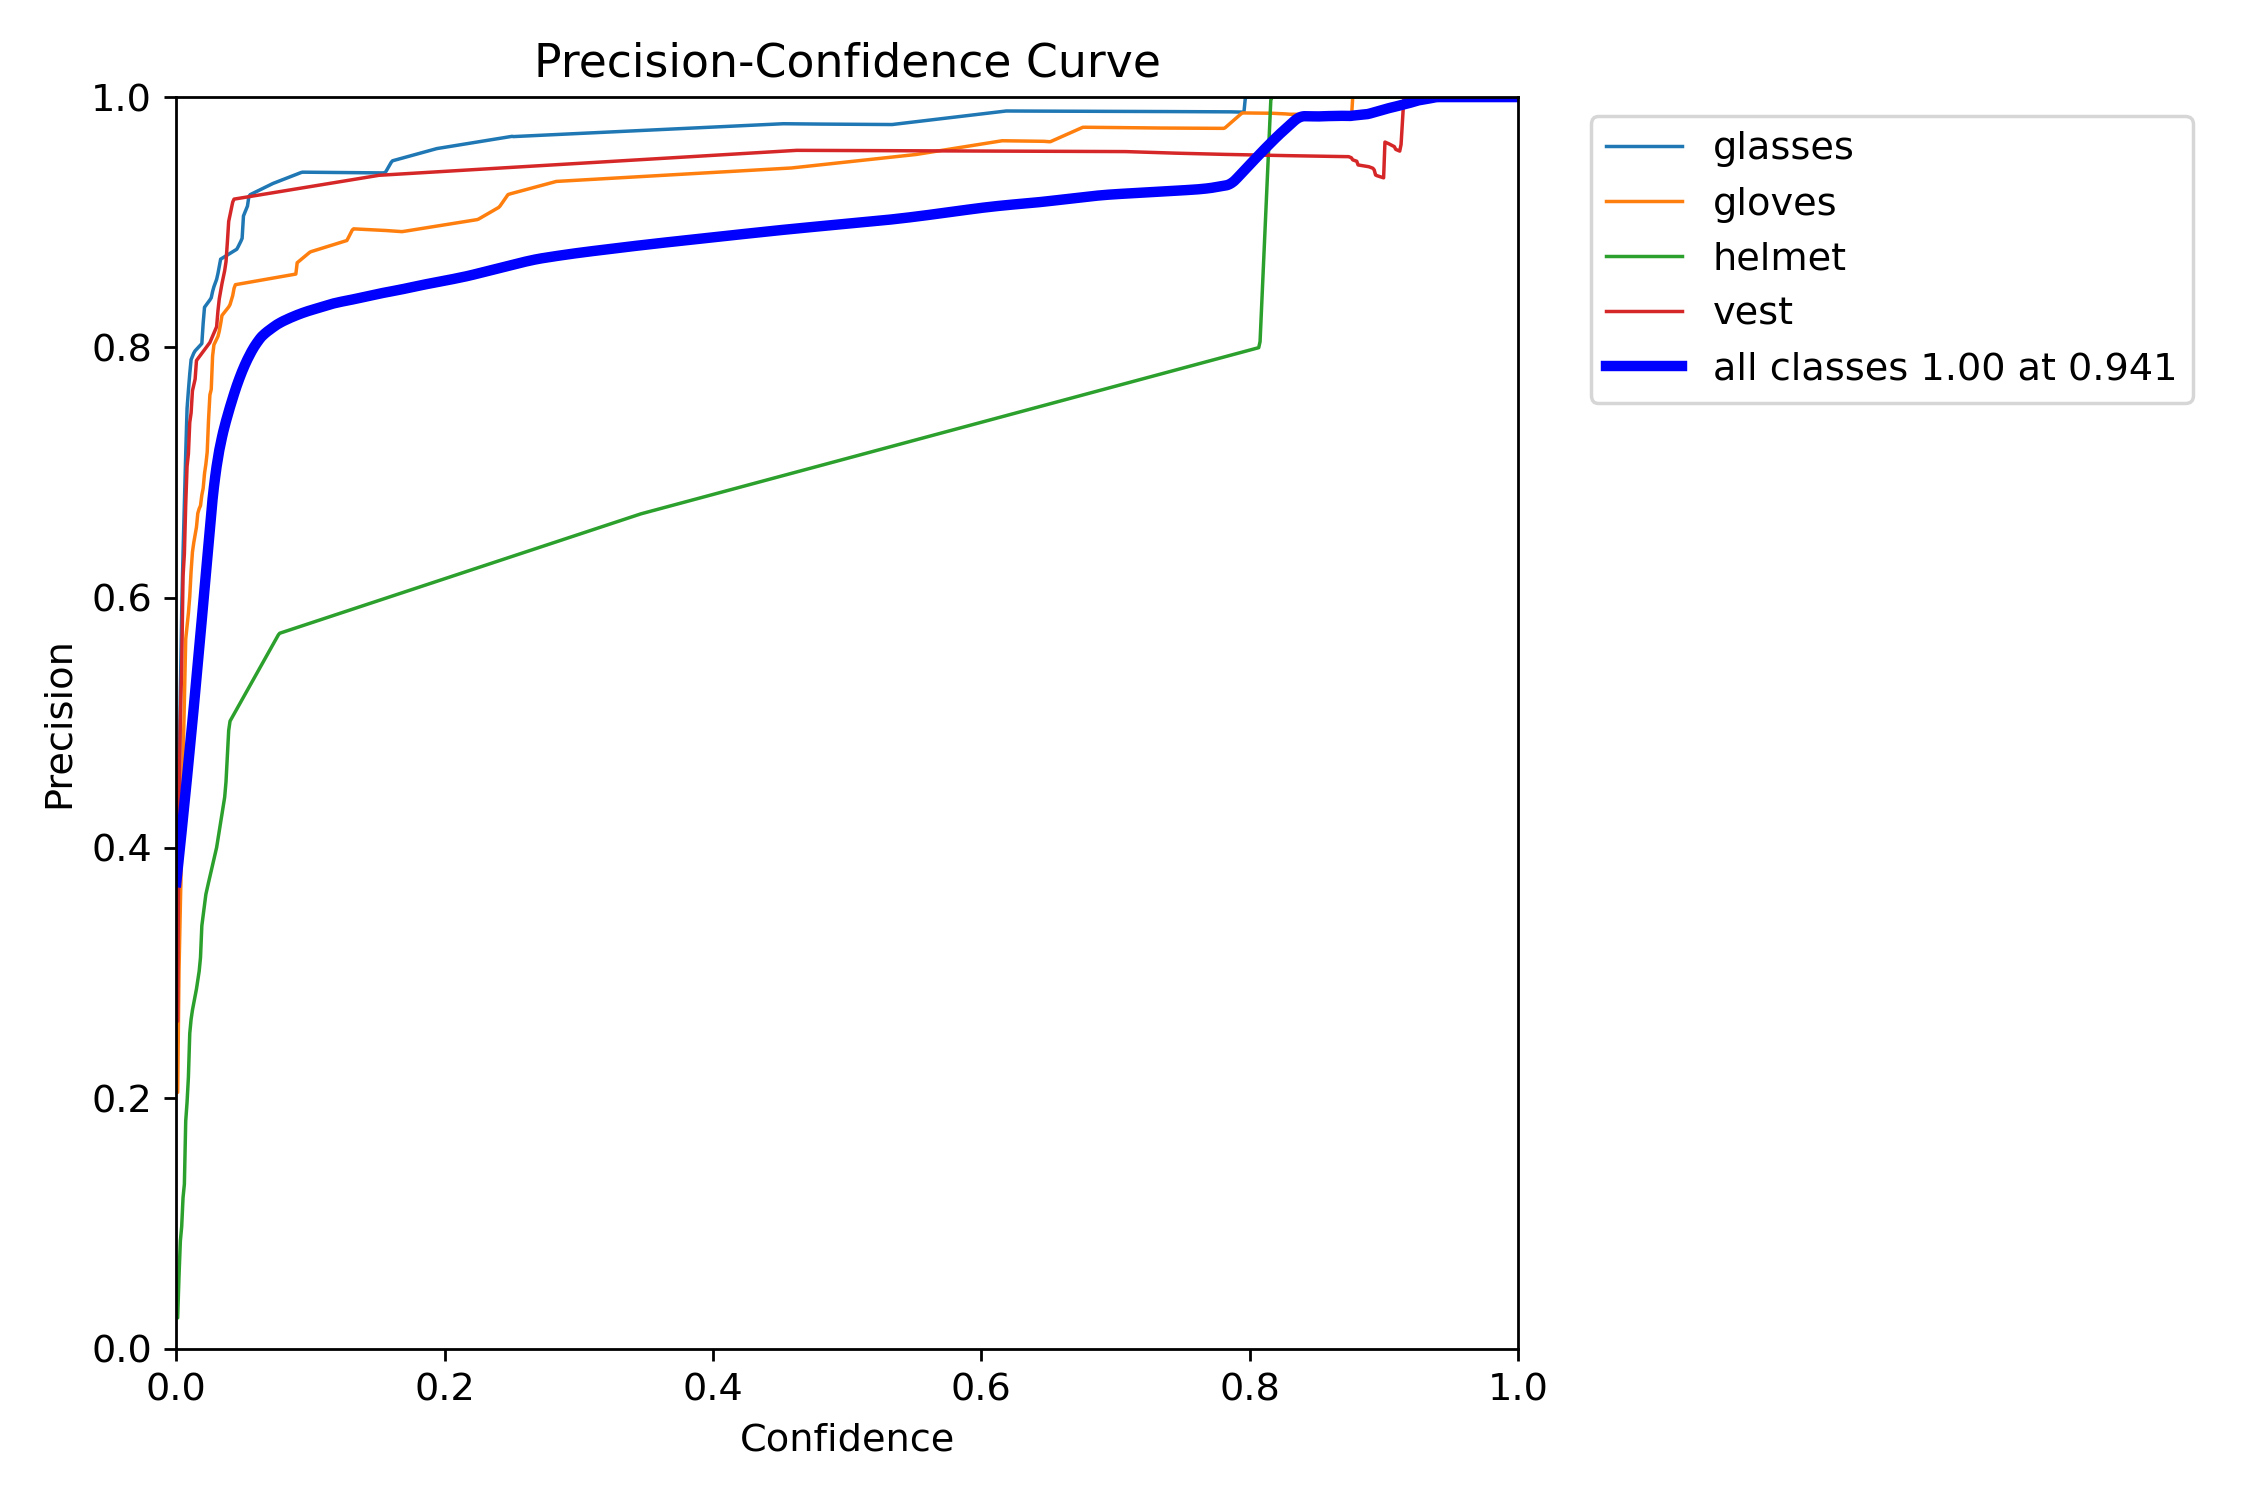 Precision-Confidence Curve
1.0
0.8
0.6
0.4
0.2
0.0
Precision
0.0 0.2 0.4 0.6 0.8 1.0
Confidence
glasses
gloves
helmet
vest
all classes 1.00 at 0.941